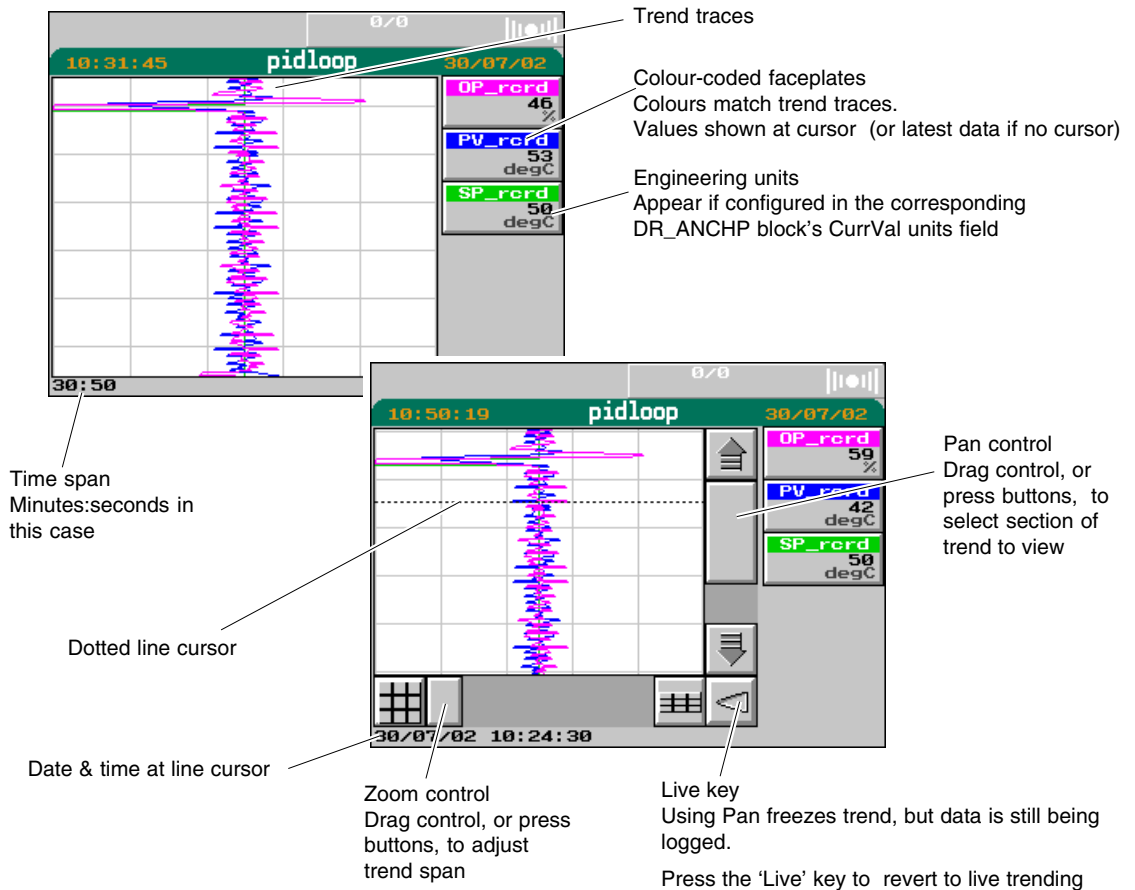 Trend traces
0/0
10:31:45 pidloop 30/07/02
OP_rcrd
46
%
PV_rcrd
53
degC
SP_rcrd
50
degC
30:50
Colour-coded faceplates
Colours match trend traces.
Values shown at cursor (or latest data if no cursor)
Engineering units
Appear if configured in the corresponding
DR_ANCHP block's CurrVal units field
Time span
Minutes:seconds in
this case
0/0
10:50:19 pidloop 30/07/02
OP_rcrd
59
%
PV_rcrd
42
degC
SP_rcrd
50
degC
30/07/02 10:24:30
Pan control
Drag control, or
press buttons, to
select section of
trend to view
Dotted line cursor
Date & time at line cursor
Zoom control
Drag control, or press
buttons, to adjust
trend span
Live key
Using Pan freezes trend, but data is still being
logged.
Press the 'Live' key to revert to live trending